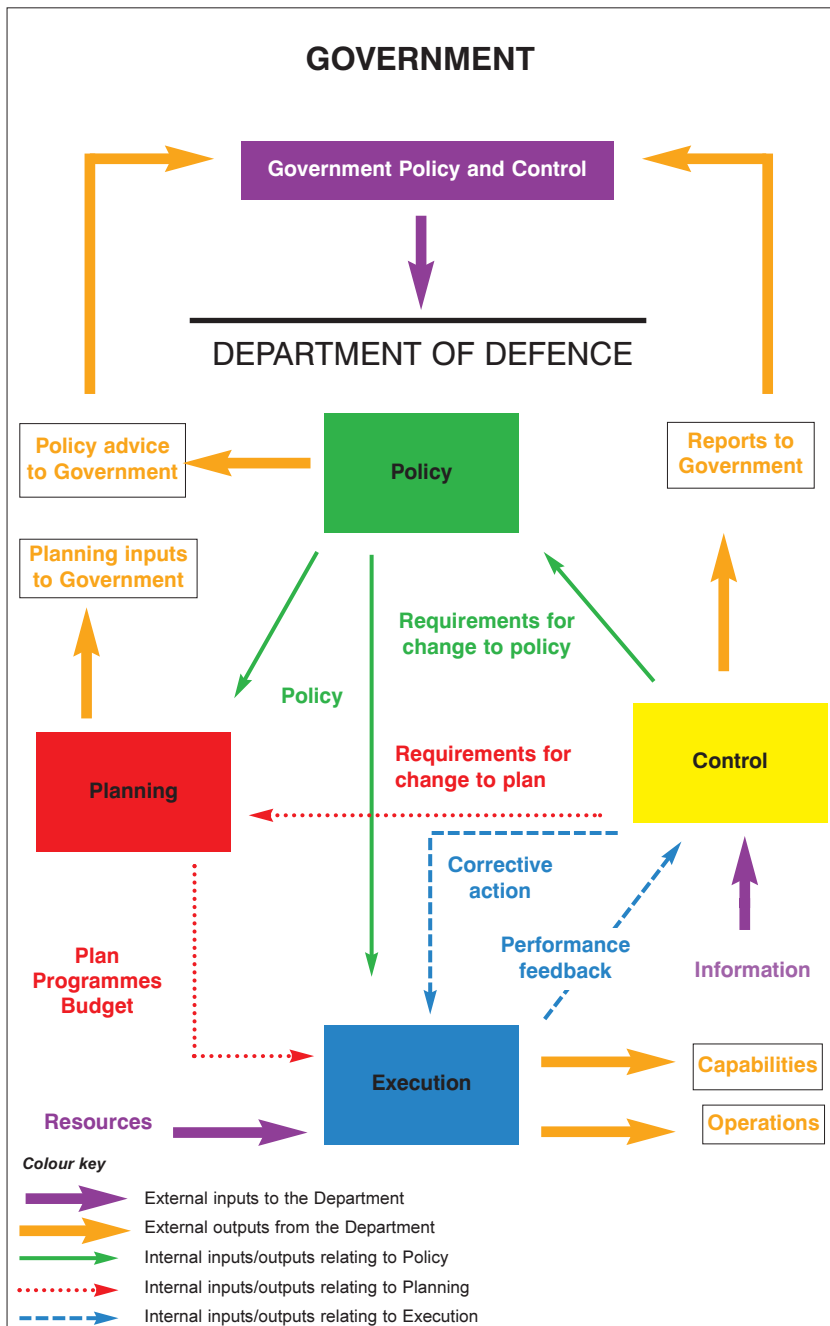 GOVERNMENT
Government Policy and Control
DEPARTMENT OF DEFENCE
Policy advice
to Government
Policy
Reports to
Government
Planning inputs
to Government
Requirements for
change to policy
Policy
Planning
Requirements for
change to plan
Control
Corrective
action
Plan
Programmes
Budget
Performance
feedback
Information
Execution
Capabilities
Operations
Resources
Colour key
External inputs to the Department
External outputs from the Department
Internal inputs/outputs relating to Policy
Internal inputs/outputs relating to Planning
Internal inputs/outputs relating to Execution